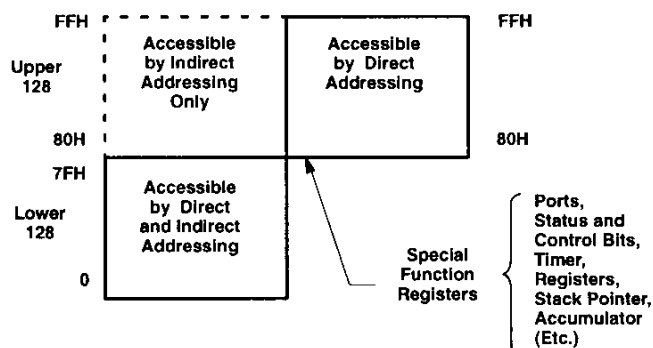 FFH
Upper
128
80H
7FH
Lower
128
0
Accessible
by Indirect
Addressing
Only
Accessible
by Direct
Addressing
FFH
80H
Accessible
by Direct
and Indirect
Addressing
Special
Function
Registers
Ports,
Status and
Control Bits,
Timer,
Registers,
Stack Pointer,
Accumulator
(Etc.)